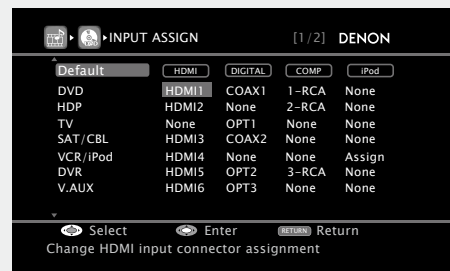 INPUT ASSIGN [1/2] DENON
Default HDMI DIGITAL COMP iPod
DVD HDMI1 COAX1 1-RCA None
HDP HDMI2 None 2-RCA None
TV None OPT1 None None
SAT/CBL HDMI3 COAX2 None None
VCR/iPod HDMI4 None None Assign
DVR HDMI5 OPT2 3-RCA None
V.AUX HDMI6 OPT3 None None
Select Enter RETURN Return
Change HDMI input connector assignment